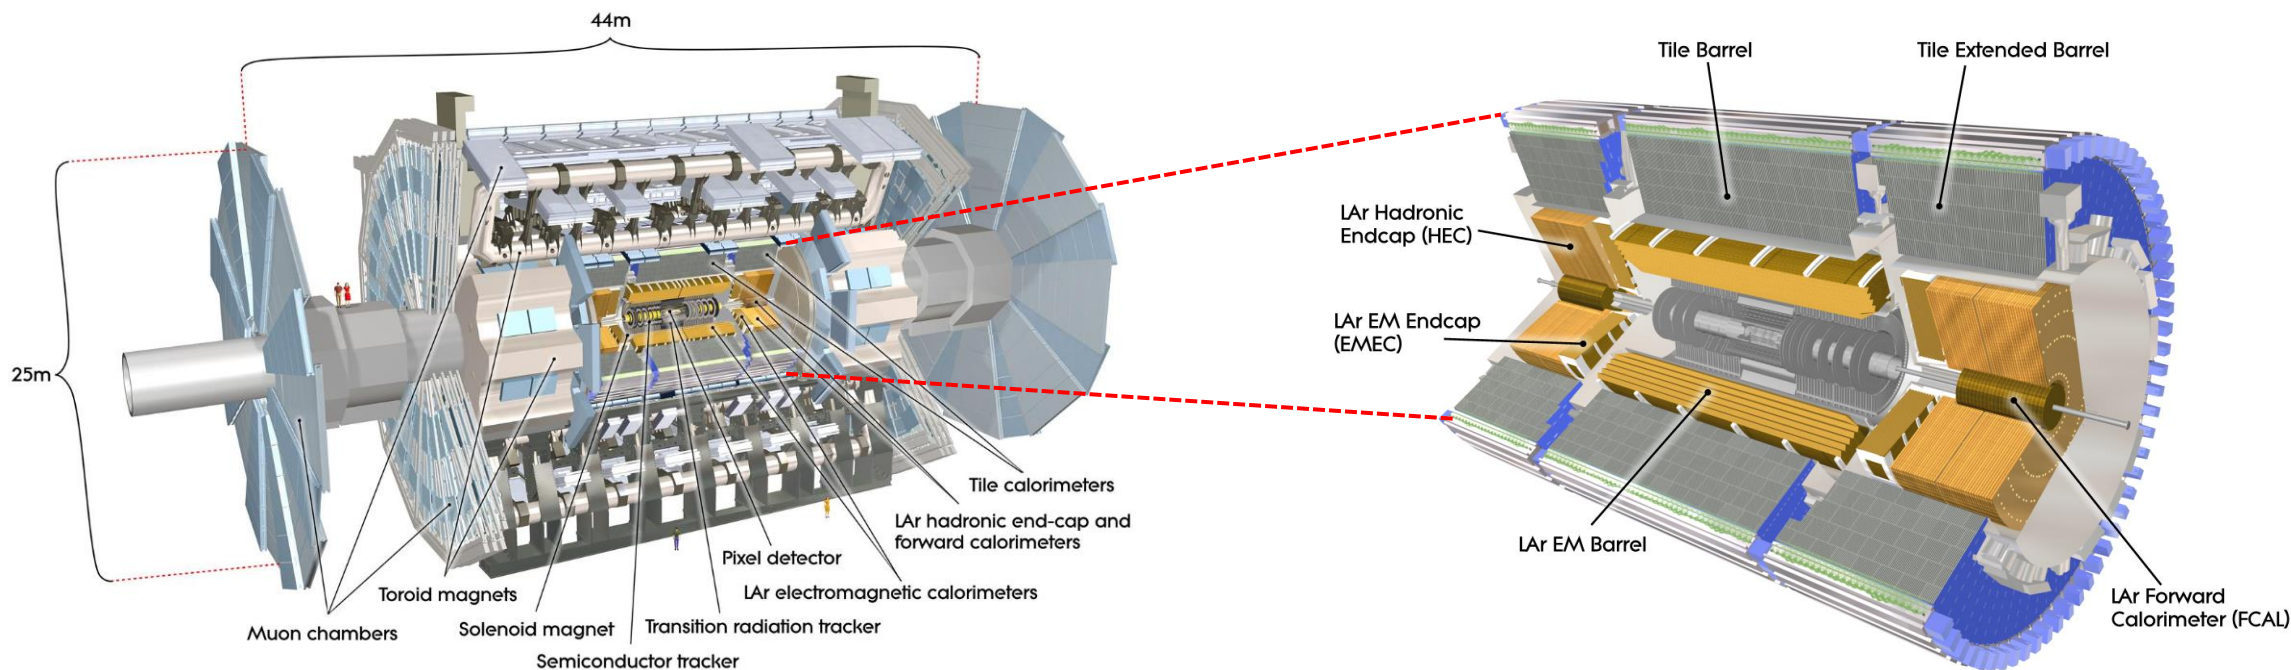 44m
25m
Tile calorimeters
LAr hadronic end-cap and
forward calorimeters
Pixel detector
LAr electromagnetic calorimeters
Toroid magnets
Solenoid magnet
Transition radiation tracker
Muon chambers
Semiconductor tracker
Tile Barrel
Tile Extended Barrel
LAr Hadronic
Endcap (HEC)
LAr EM Endcap
(EMEC)
LAr EM Barrel
LAr Forward
Calorimeter (FCAL)